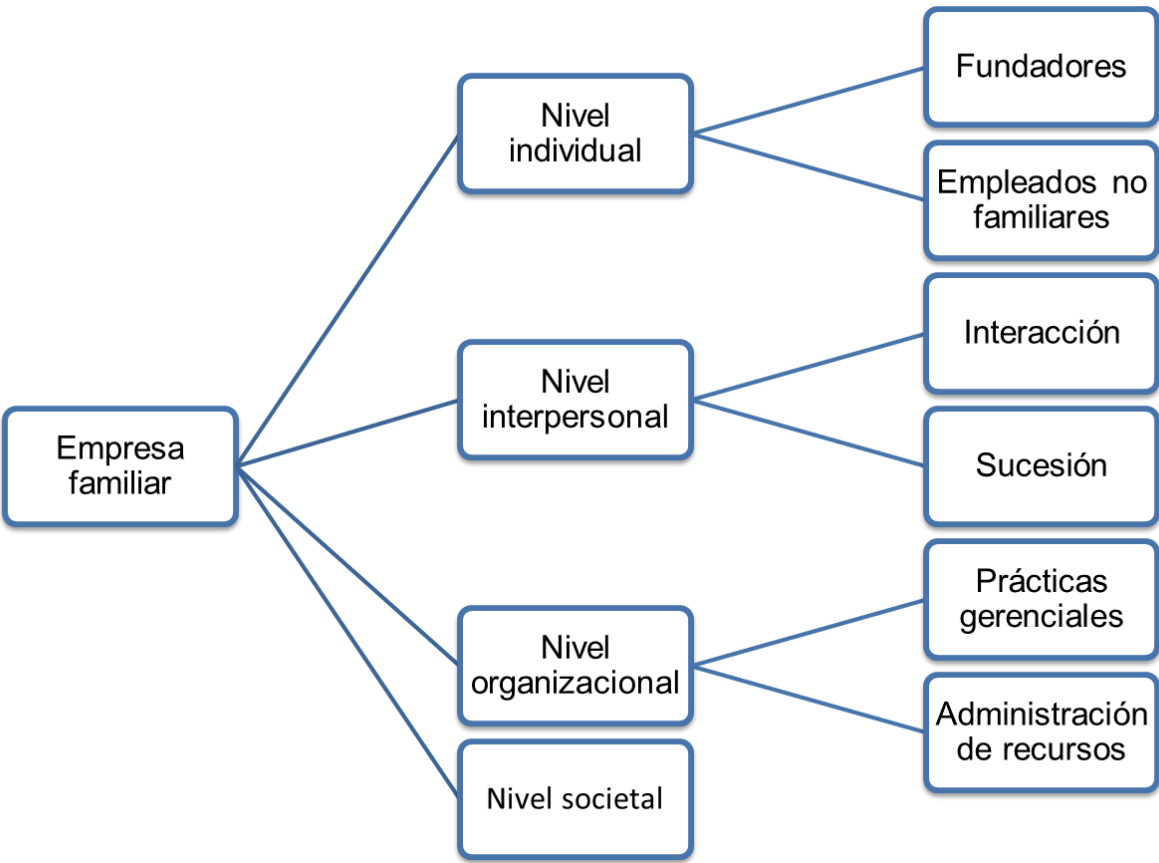 Empresa
familiar
Nivel
individual
Fundadores
Empleados no
familiares
Nivel
interpersonal
Interacción
Sucesión
Nivel
organizacional
Prácticas
gerenciales
Administración
de recursos
Nivel societal